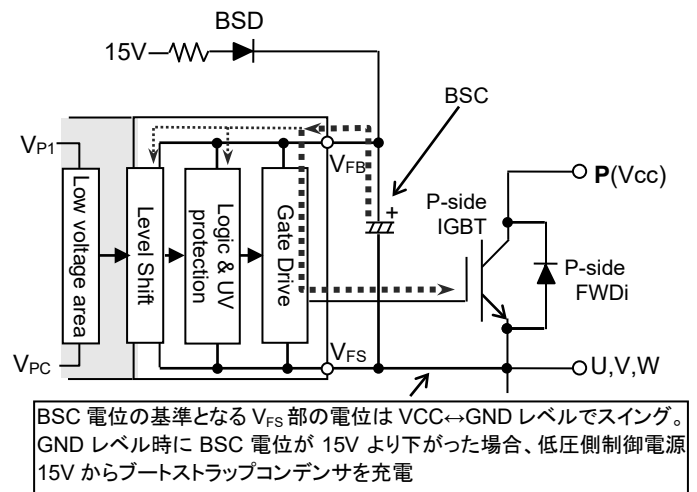 BSD
15V
BSC
VP1
VFB
P(Vcc)
P-side
IGBT
Low voltage area
Level Shift
Logic & UV
protection
Gate Drive
P-side
FWDi
VPC
VFS
U,V,W
BSC 電位の基準となる VFS 部の電位は VCC↔GND レベルでスイング。
GND レベル時に BSC 電位が 15V より下がった場合、低圧側制御電源
15V からブートストラップコンデンサを充電